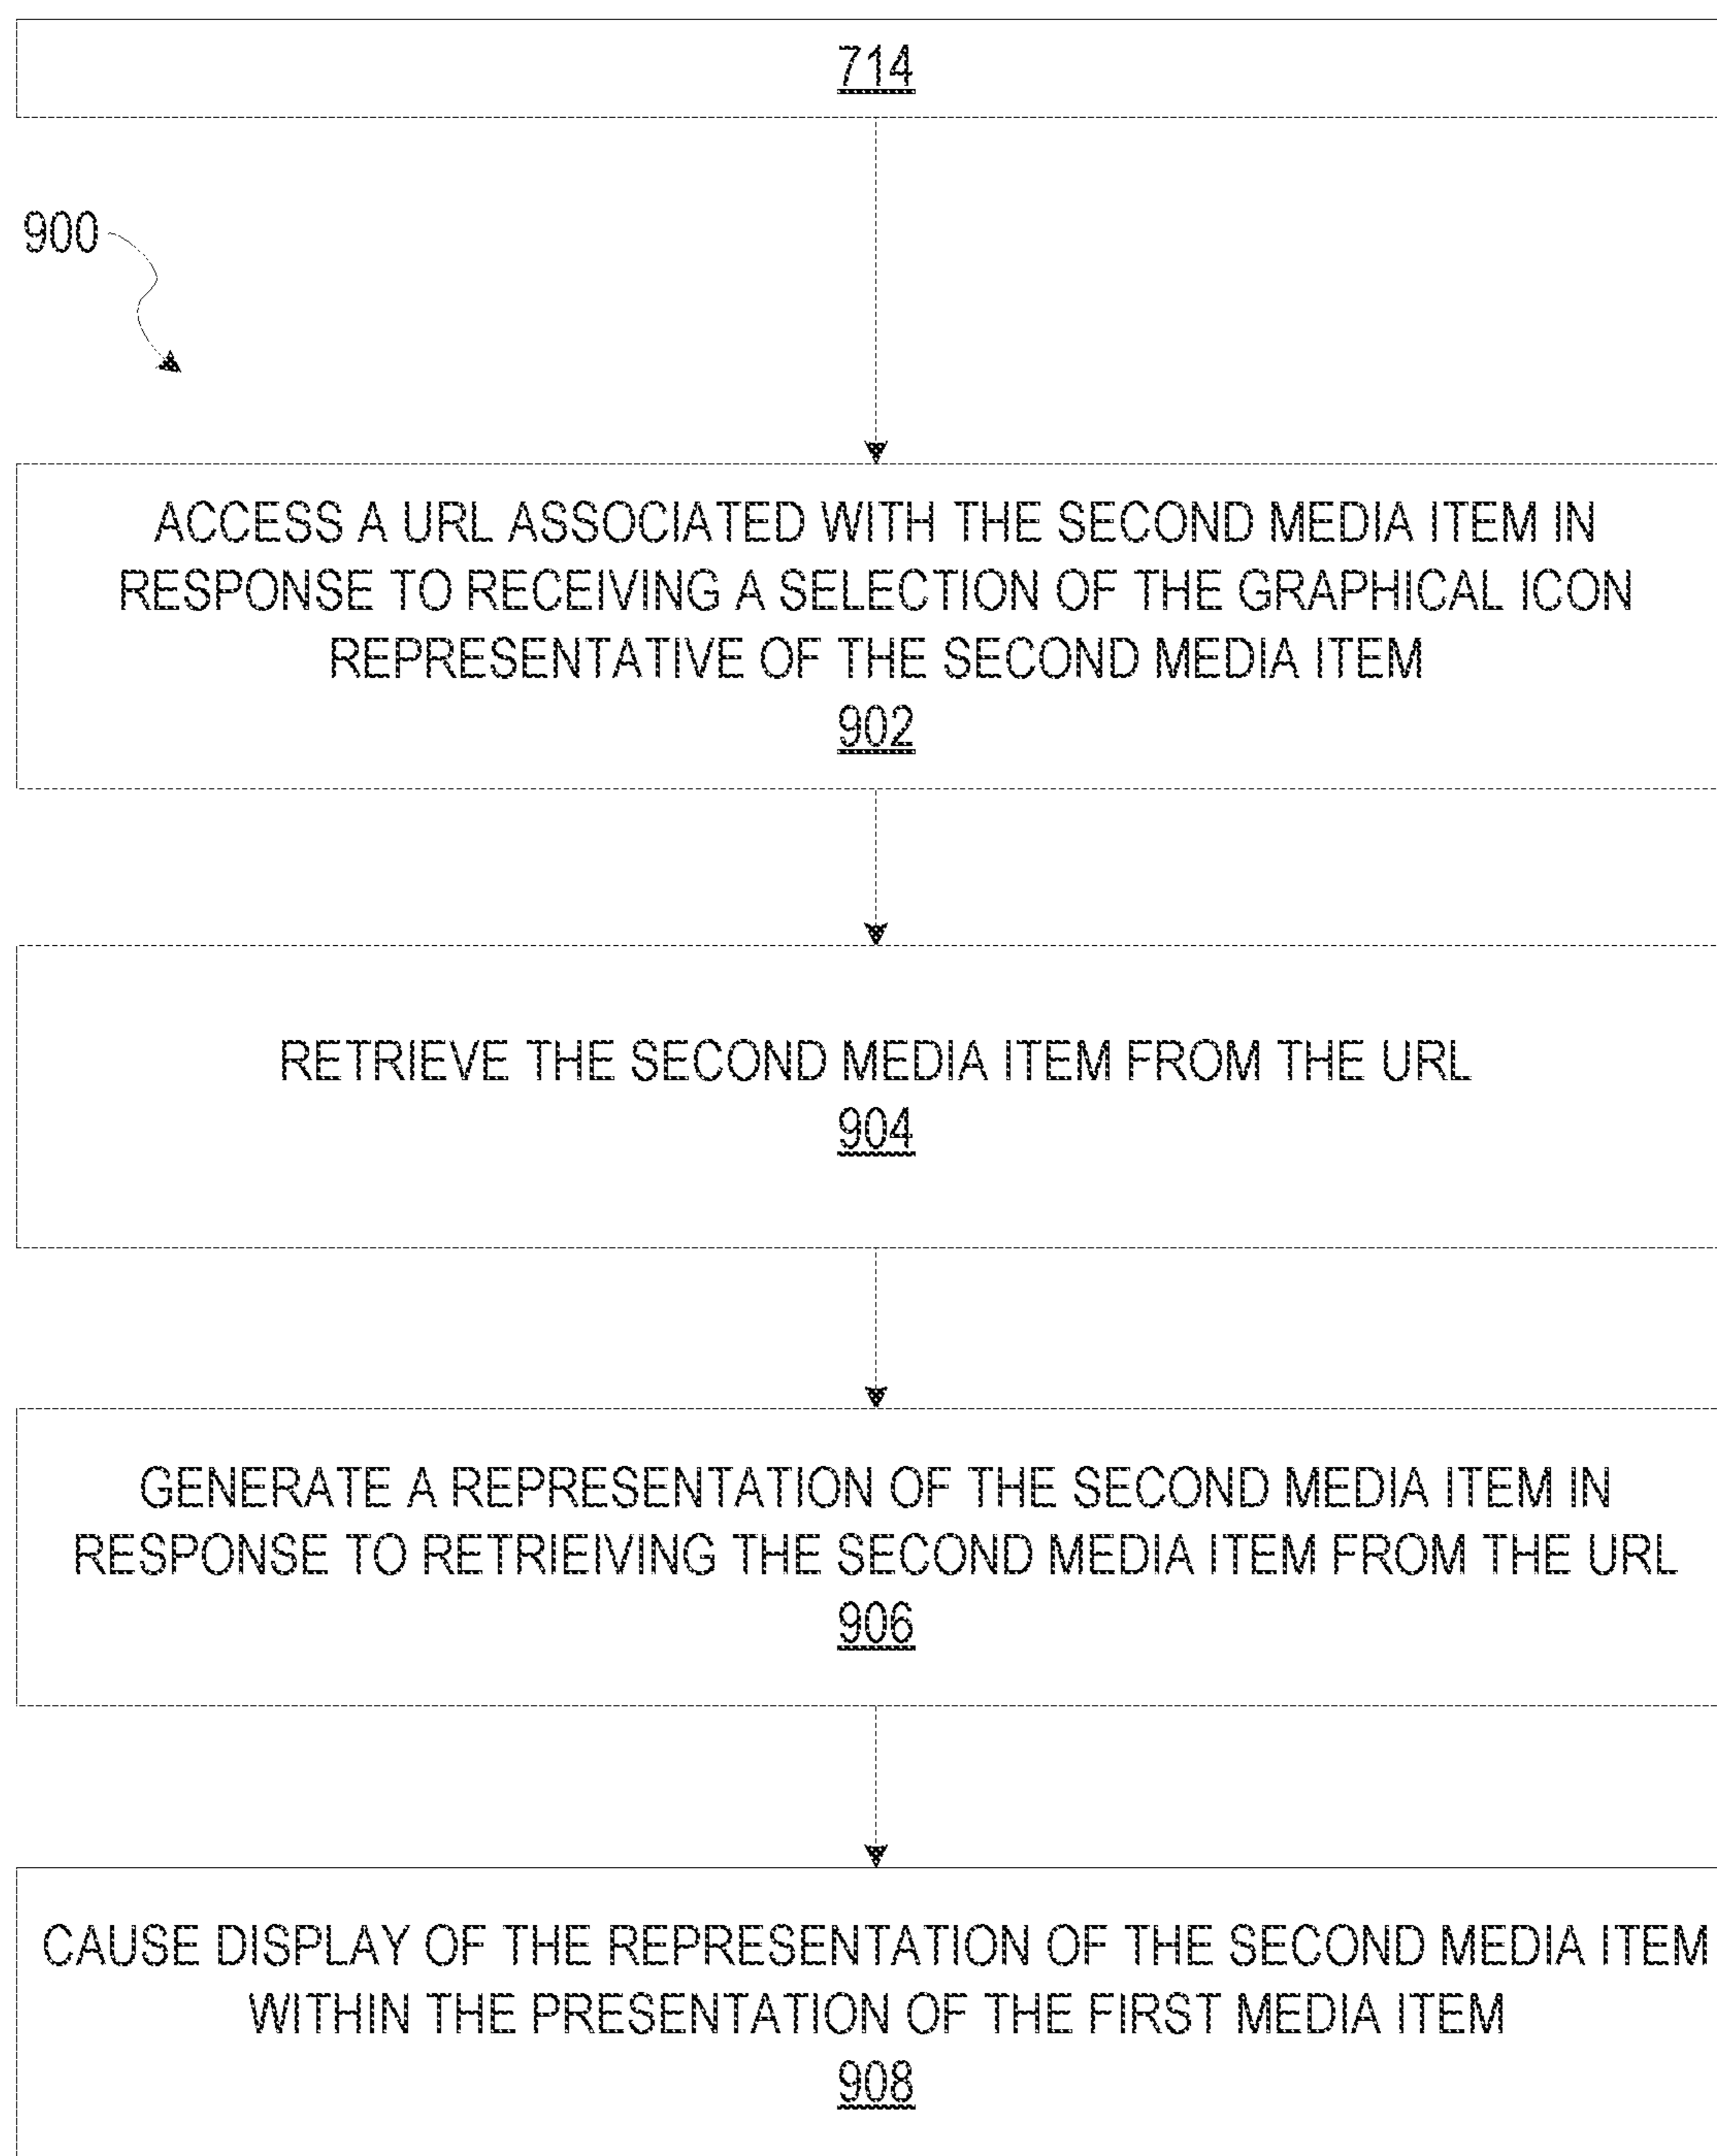 714
900
ACCESS A URL ASSOCIATED WITH THE SECOND MEDIA ITEM IN
RESPONSE TO RECEIVING A SELECTION OF THE GRAPHICAL ICON
REPRESENTATIVE OF THE SECOND MEDIA ITEM
902
RETRIEVE THE SECOND MEDIA ITEM FROM THE URL
904
GENERATE A REPRESENTATION OF THE SECOND MEDIA ITEM IN
RESPONSE TO RETRIEIVING THE SECOND MEDIA ITEM FROM THE URL
906
CAUSE DISPLAY OF THE REPRESENTATION OF THE SECOND MEDIA ITEM
WITHIN THE PRESENTATION OF THE FIRST MEDIA ITEM
908